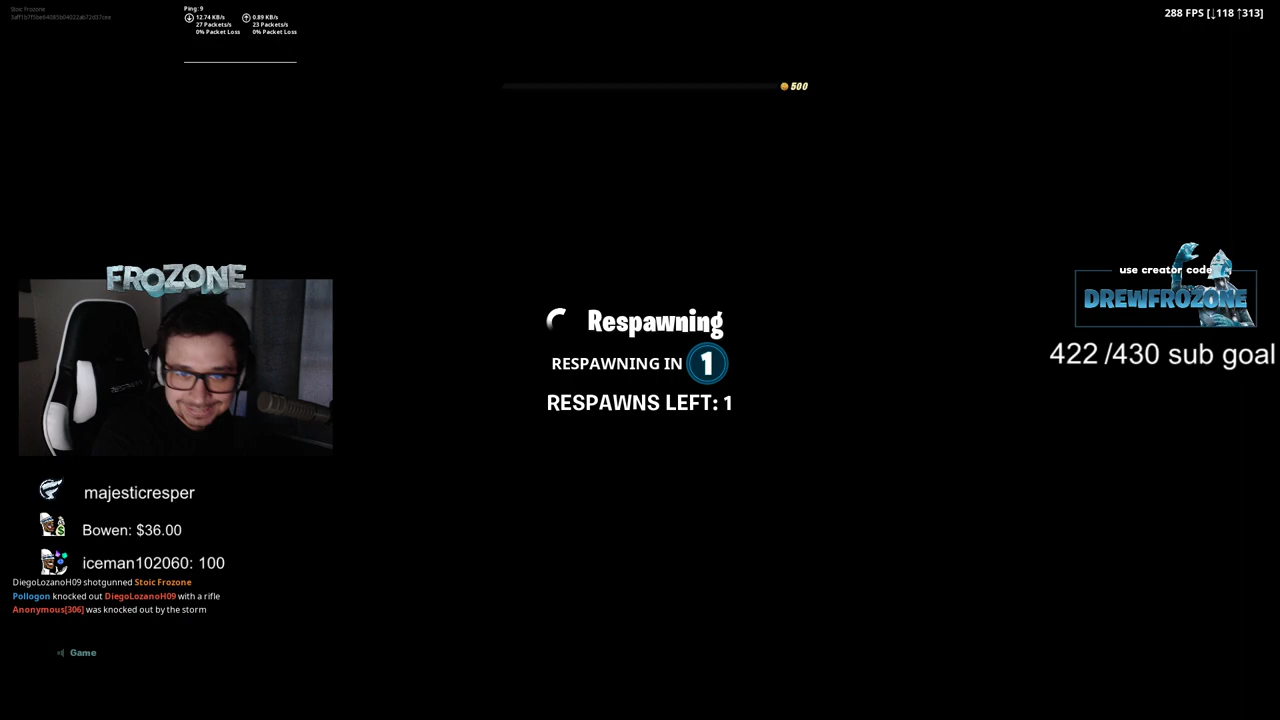 Stoic Frozone
Ping: 9
12.74 KB/s
27 Packets/s
0% Packet Loss
0.89 KB/s
23 Packets/s
0% Packet Loss
288 FPS [↓118 ↑313]
500
FROZONE
use creator code
DREWFROZONE
422 /430 sub goal
Respawning
RESPAWNING IN 1
RESPAWNS LEFT: 1
majesticresper
Bowen: $36.00
iceman102060: 100
DiegoLozanoH09 shotgunned Stoic Frozone
Pollogon knocked out DiegoLozanoH09 with a rifle
Anonymous[306] was knocked out by the storm
Game